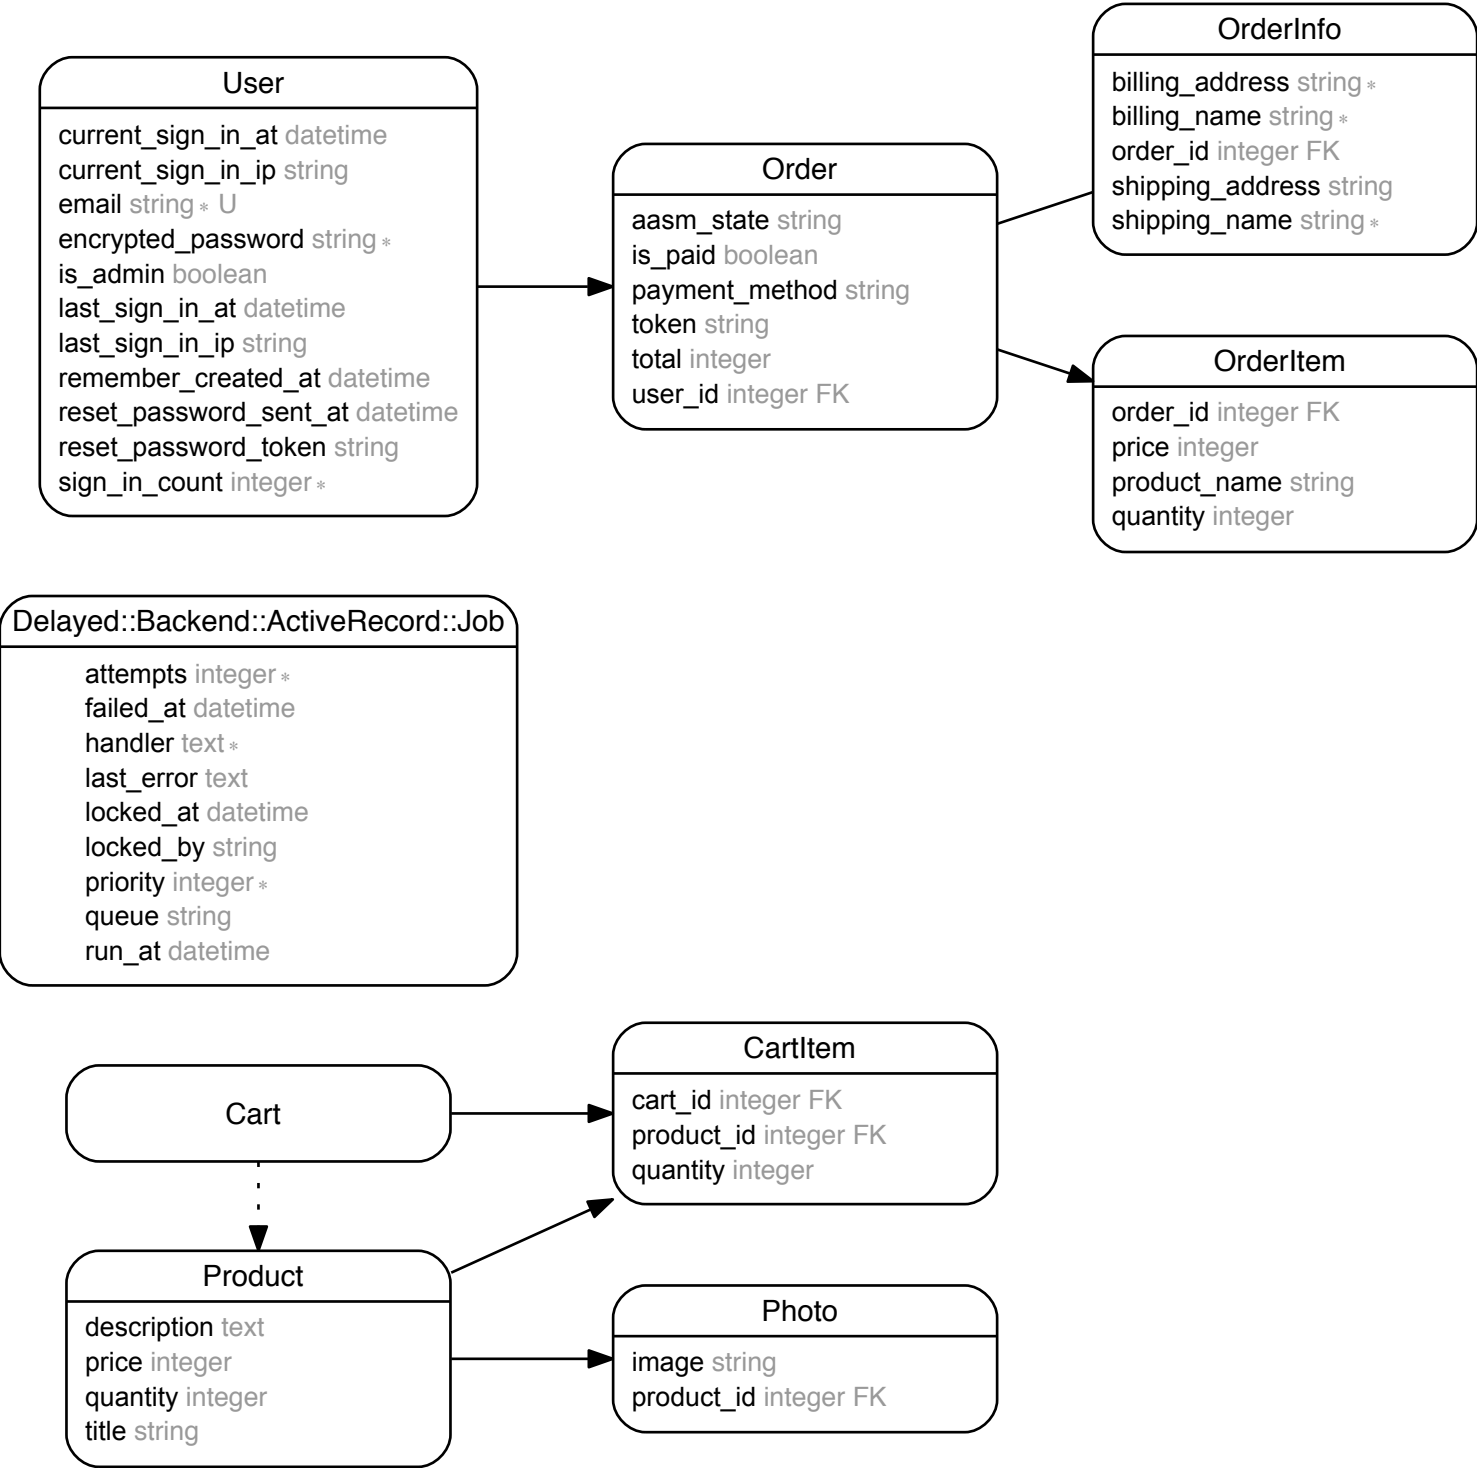 User
current_sign_in_at datetime
current_sign_in_ip string
email string * U
encrypted_password string *
is_admin boolean
last_sign_in_at datetime
last_sign_in_ip string
remember_created_at datetime
reset_password_sent_at datetime
reset_password_token string
sign_in_count integer *
Order
aasm_state string
is_paid boolean
payment_method string
token string
total integer
user_id integer FK
OrderInfo
billing_address string *
billing_name string *
order_id integer FK
shipping_address string
shipping_name string *
OrderItem
order_id integer FK
price integer
product_name string
quantity integer
Delayed::Backend::ActiveRecord::Job
attempts integer *
failed_at datetime
handler text *
last_error text
locked_at datetime
locked_by string
priority integer *
queue string
run_at datetime
Cart
CartItem
cart_id integer FK
product_id integer FK
quantity integer
Product
description text
price integer
quantity integer
title string
Photo
image string
product_id integer FK